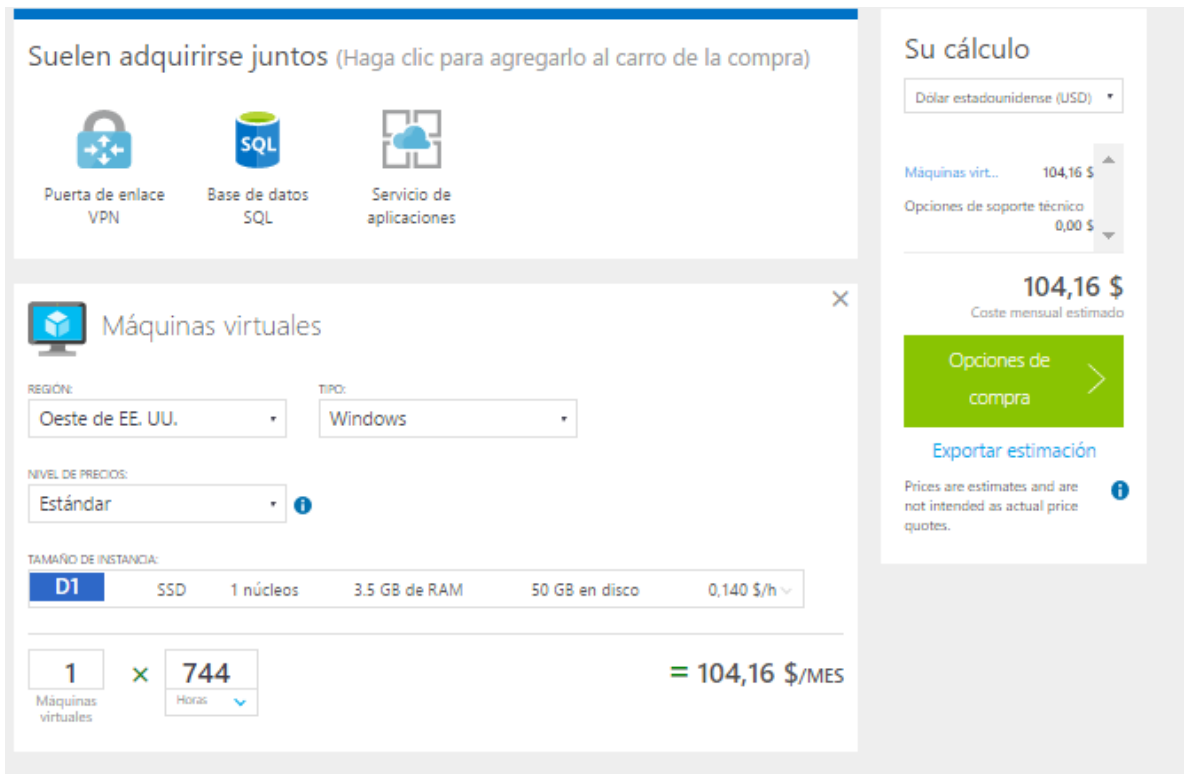 Suelen adquirirse juntos (Haga clic para agregarlo al carro de la compra)
Puerta de enlace
VPN
SQL
Base de datos
SQL
Servicio de
aplicaciones
Máquinas virtuales
REGIÓN:
TIPO:
Oeste de EE. UU.
Windows
NIVEL DE PRECIOS:
Estándar
TAMAÑO DE INSTANCIA:
D1 SSD 1 núcleos 3.5 GB de RAM 50 GB en disco 0,140 $/h
1 × 744 = 104,16 $/MES
Máquinas
virtuales
Horas
Su cálculo
Dólar estadounidense (USD)
Máquinas virt... 104,16 $
Opciones de soporte técnico
0,00 $
104,16 $
Coste mensual estimado
Opciones de
compra
Exportar estimación
Prices are estimates and are
not intended as actual price
quotes.